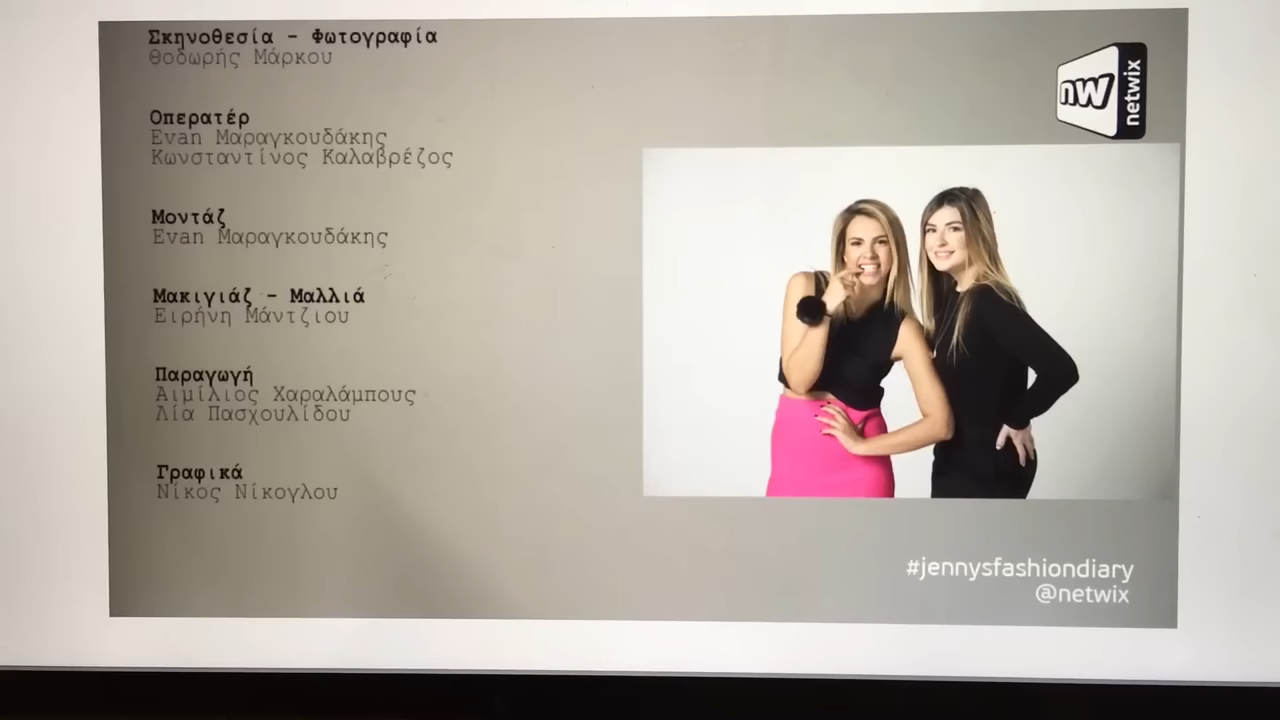 Σκηνοθεσία - Φωτογραφία
Θοδωρής Μάρκου
Οπερατέρ
Evan Μαραγκουδάκης
Κωνσταντίνος Καλαβρέζος
Μοντάζ
Evan Μαραγκουδάκης
Μακιγιάζ - Μαλλιά
Ειρήνη Μάντζιου
Παραγωγή
Αιμίλιος Χαραλάμπους
Λία Πασχουλίδου
Γραφικά
Νίκος Νίκογλου
nw
netwix
#jennysfashiondiary
@netwix